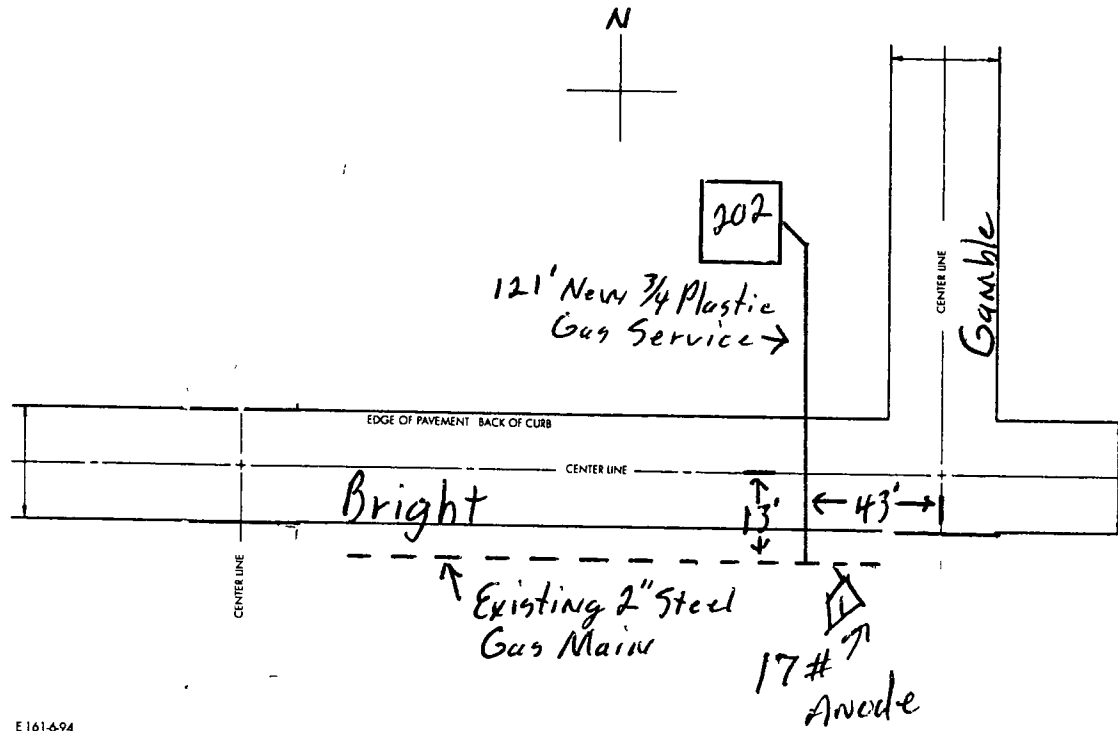 N
202
121' New 3/4 Plastic
Gas Service →
CENTER LINE
Gamble
EDGE OF PAVEMENT BACK OF CURB
CENTER LINE
Bright
13'
← 43' →
CENTER LINE
Existing 2" Steel
Gas Main
1
17#
Anode
E 161-6-94